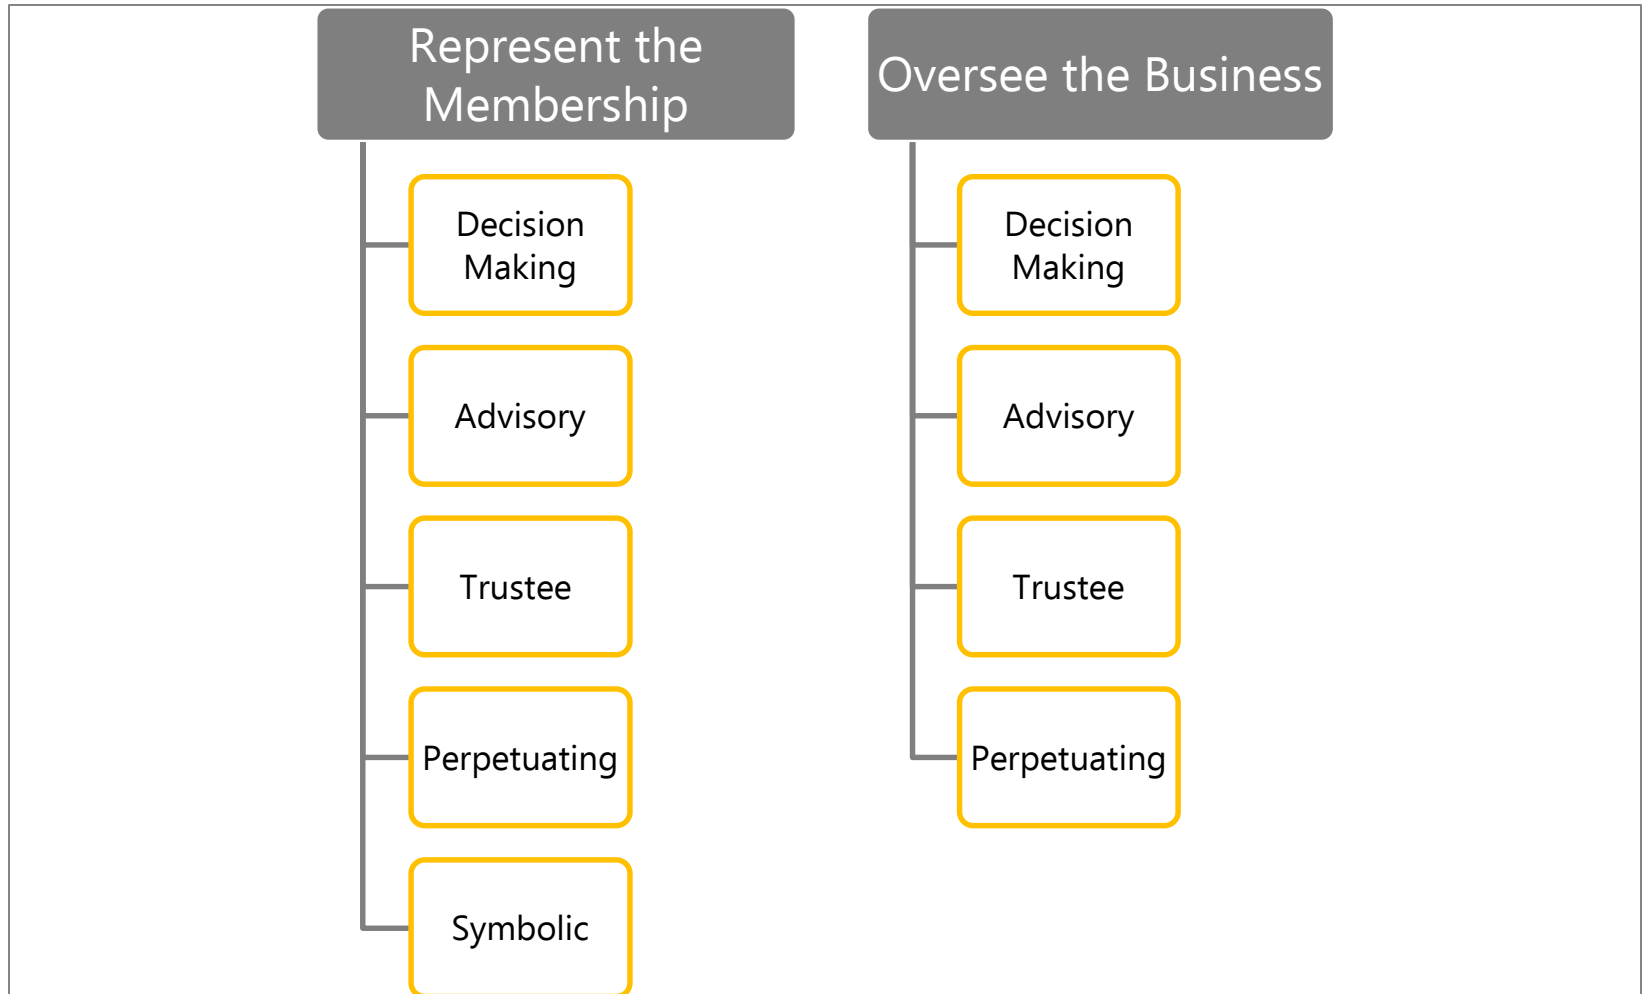 Represent the
Membership
Decision
Making
Advisory
Trustee
Perpetuating
Symbolic
Oversee the Business
Decision
Making
Advisory
Trustee
Perpetuating